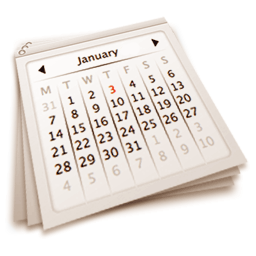 January
M T W T F S S
31 1 2 3 4 5 6
7 8 9 10 11 12 13
14 15 16 17 18 19 20
21 22 23 24 25 26 27
28 29 30 31 1 2 3
4 5 6 7 8 9 10